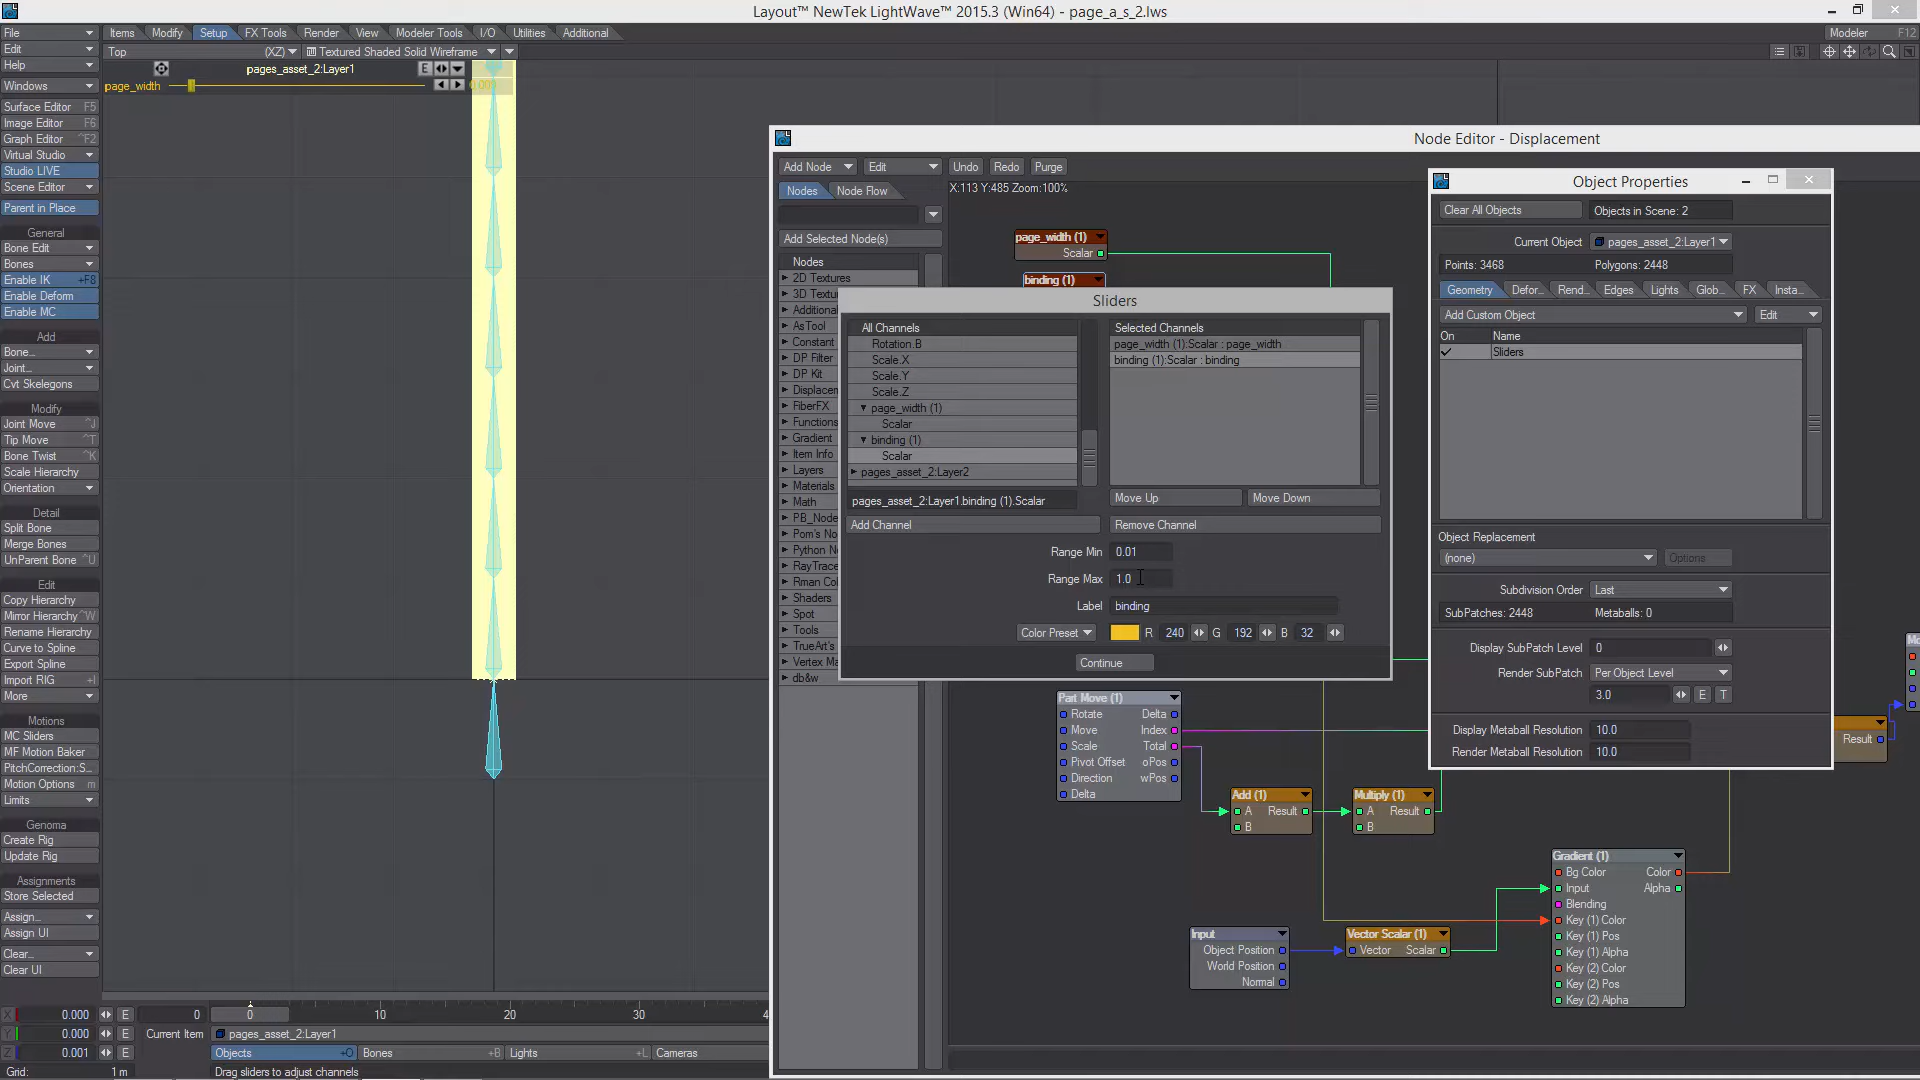 Layout™ NewTek LightWave™ 2015.3 (Win64) - page_a_s_2.lws
File
Items Modify Setup FX Tools Render View Modeler Tools I/O Utilities Additional
Modeler F12
Edit
Top (XZ) Textured Shaded Solid Wireframe
Help
pages_asset_2:Layer1 E
Windows
page_width 0.000
Surface Editor F5
Image Editor F6
Graph Editor ^F2
Virtual Studio
Studio LIVE
Scene Editor
Parent in Place
General
Bone Edit
Bones
Enable IK +F8
Enable Deform
Enable MC
Add
Bone...
Joint...
Cvt Skelegons
Modify
Joint Move ^J
Tip Move ^T
Bone Twist ^K
Scale Hierarchy
Orientation
Detail
Split Bone
Merge Bones
UnParent Bone ^N
Edit
Copy Hierarchy
Mirror Hierarchy ^W
Rename Hierarchy
Curve to Spline
Export Spline
Import RIG +I
More
Motions
MC Sliders
MF Motion Baker
PitchCorrection:S...
Motion Options m
Limits
Genoma
Create Rig
Update Rig
Assignments
Store Selected
Assign...
Assign UI
Clear...
Clear UI
X 0.000 E
Y 0.000 E
Z 0.001 E
Grid: 1 m
0 0 10 20 30 4
Current Item pages_asset_2:Layer1
Objects +O Bones +B Lights +L Cameras
Drag sliders to adjust channels
Node Editor - Displacement
Add Node Edit Undo Redo Purge
Nodes Node Flow
X:113 Y:485 Zoom:100%
Add Selected Node(s)
Nodes
2D Textures
3D Textu
Additional
AsTool
Constant
DP Filter
DP Kit
Displacen
FiberFX
Functions
Gradient
Item Info
Layers
Materials
Math
PB_Node
Pom's No
Python N
RayTrace
Rman Col
Shaders
Spot
Tools
TrueArt's
Vertex Ma
db&w
page_width (1)
Scalar
binding (1)
Sliders
All Channels
Rotation.B
Scale.X
Scale.Y
Scale.Z
page_width (1)
Scalar
binding (1)
Scalar
pages_asset_2:Layer2
pages_asset_2:Layer1.binding (1).Scalar
Add Channel
Selected Channels
page_width (1):Scalar : page_width
binding (1):Scalar : binding
Move Up Move Down
Remove Channel
Range Min 0.01
Range Max 1.0
Label binding
Color Preset R 240 G 192 B 32
Continue
Part Move (1)
Rotate Delta
Move Index
Scale Total
Pivot Offset oPos
Direction wPos
Delta
Add (1)
A Result
B
Multiply (1)
A Result
B
Input
Object Position
World Position
Normal
Vector Scalar (1)
Vector Scalar
Gradient (1)
Bg Color Color
Input Alpha
Blending
Key (1) Color
Key (1) Pos
Key (1) Alpha
Key (2) Color
Key (2) Pos
Key (2) Alpha
Result
Object Properties
Clear All Objects Objects in Scene: 2
Current Object pages_asset_2:Layer1
Points: 3468 Polygons: 2448
Geometry Defor... Rend... Edges Lights Glob... FX Insta...
Add Custom Object Edit
On Name
Sliders
Object Replacement
(none) Options
Subdivision Order Last
SubPatches: 2448 Metaballs: 0
Display SubPatch Level 0
Render SubPatch Per Object Level
3.0 E T
Display Metaball Resolution 10.0
Render Metaball Resolution 10.0